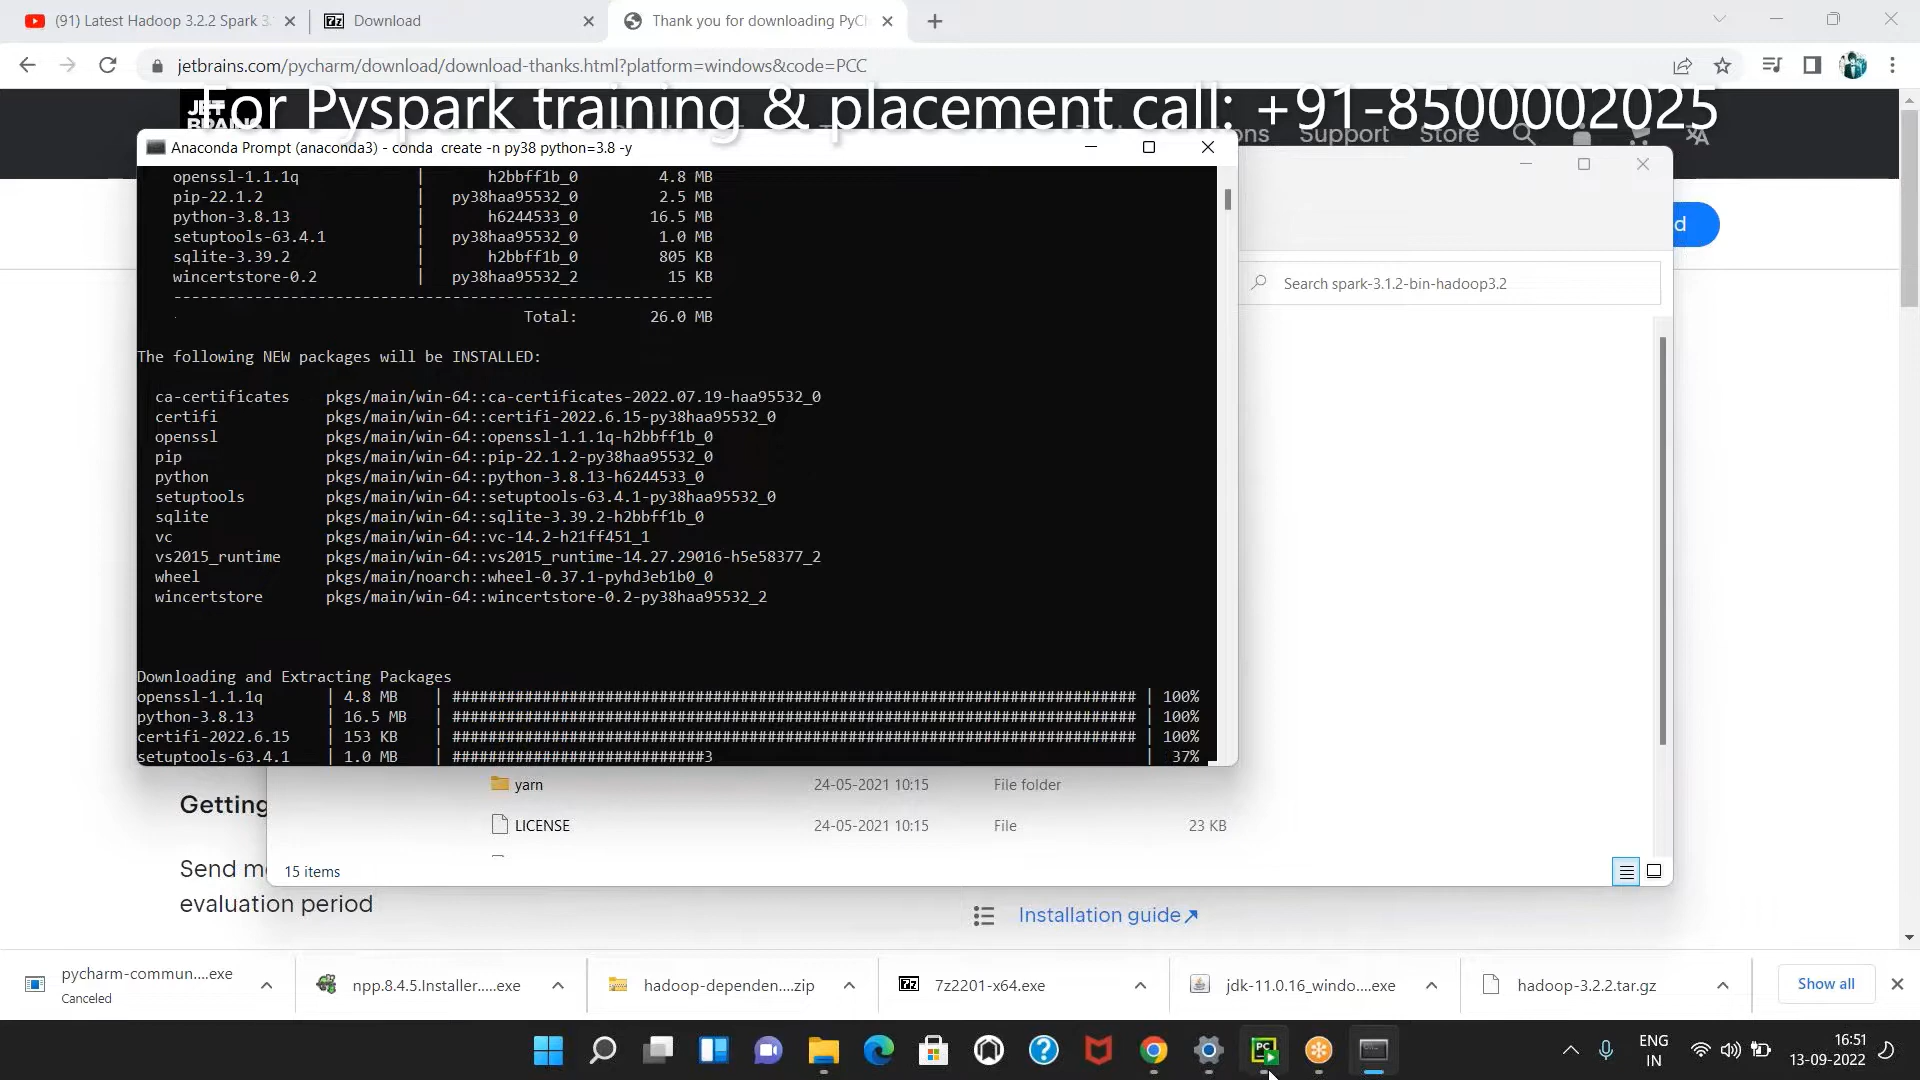 (91) Latest Hadoop 3.2.2 Spark 3.
Download
Thank you for downloading PyCh
jetbrains.com/pycharm/download/download-thanks.html?platform=windows&code=PCC
JET
BRAINS
For Pyspark training & placement call: +91-8500002025
Support
Store
Anaconda Prompt (anaconda3) - conda  create -n py38 python=3.8 -y
openssl-1.1.1q | h2bbff1b_0 4.8 MB
pip-22.1.2 | py38haa95532_0 2.5 MB
python-3.8.13 | h6244533_0 16.5 MB
setuptools-63.4.1 | py38haa95532_0 1.0 MB
sqlite-3.39.2 | h2bbff1b_0 805 KB
wincertstore-0.2 | py38haa95532_2 15 KB
------------------------------------------------------------
Total: 26.0 MB
The following NEW packages will be INSTALLED:
ca-certificates pkgs/main/win-64::ca-certificates-2022.07.19-haa95532_0
certifi pkgs/main/win-64::certifi-2022.6.15-py38haa95532_0
openssl pkgs/main/win-64::openssl-1.1.1q-h2bbff1b_0
pip pkgs/main/win-64::pip-22.1.2-py38haa95532_0
python pkgs/main/win-64::python-3.8.13-h6244533_0
setuptools pkgs/main/win-64::setuptools-63.4.1-py38haa95532_0
sqlite pkgs/main/win-64::sqlite-3.39.2-h2bbff1b_0
vc pkgs/main/win-64::vc-14.2-h21ff451_1
vs2015_runtime pkgs/main/win-64::vs2015_runtime-14.27.29016-h5e58377_2
wheel pkgs/main/noarch::wheel-0.37.1-pyhd3eb1b0_0
wincertstore pkgs/main/win-64::wincertstore-0.2-py38haa95532_2
Downloading and Extracting Packages
openssl-1.1.1q | 4.8 MB | ############################################################################ | 100%
python-3.8.13 | 16.5 MB | ############################################################################ | 100%
certifi-2022.6.15 | 153 KB | ############################################################################ | 100%
setuptools-63.4.1 | 1.0 MB | ############################3 | 37%
Search spark-3.1.2-bin-hadoop3.2
yarn 24-05-2021 10:15 File folder
LICENSE 24-05-2021 10:15 File 23 KB
15 items
Getting
Send m
evaluation period
Installation guide↗
pycharm-commun....exe
Canceled
npp.8.4.5.Installer.....exe
hadoop-dependen....zip
7z2201-x64.exe
jdk-11.0.16_windo....exe
hadoop-3.2.2.tar.gz
Show all
ENG
IN
16:51
13-09-2022